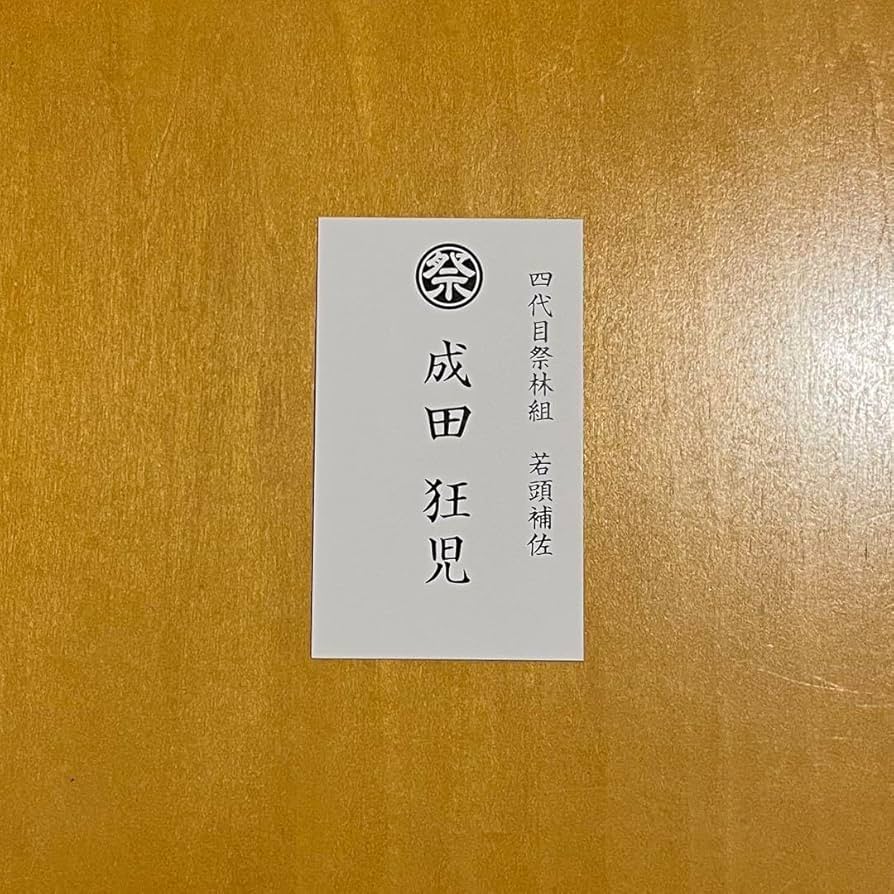 四代目祭林組 若頭補佐
祭
成田 狂児